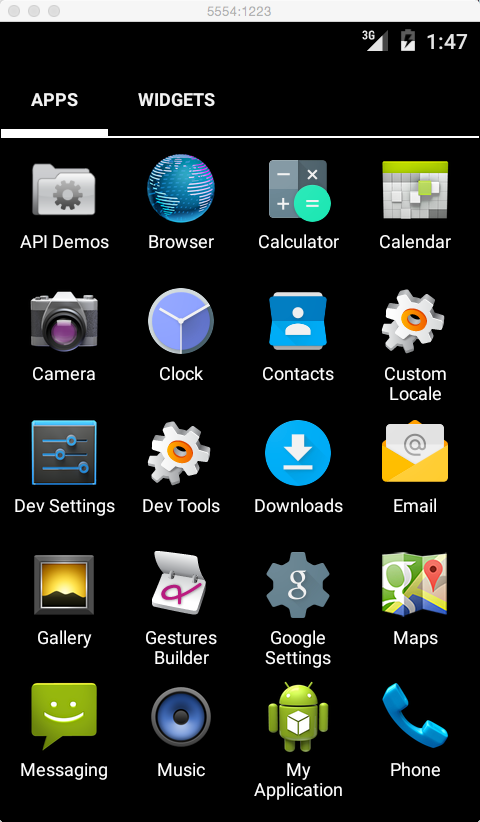 5554:1223
3G 1:47
APPS WIDGETS
API Demos Browser Calculator Calendar
Camera Clock Contacts Custom
Locale
Dev Settings Dev Tools Downloads Email
Gallery Gestures Google Maps
Builder Settings
Messaging Music My Phone
Application